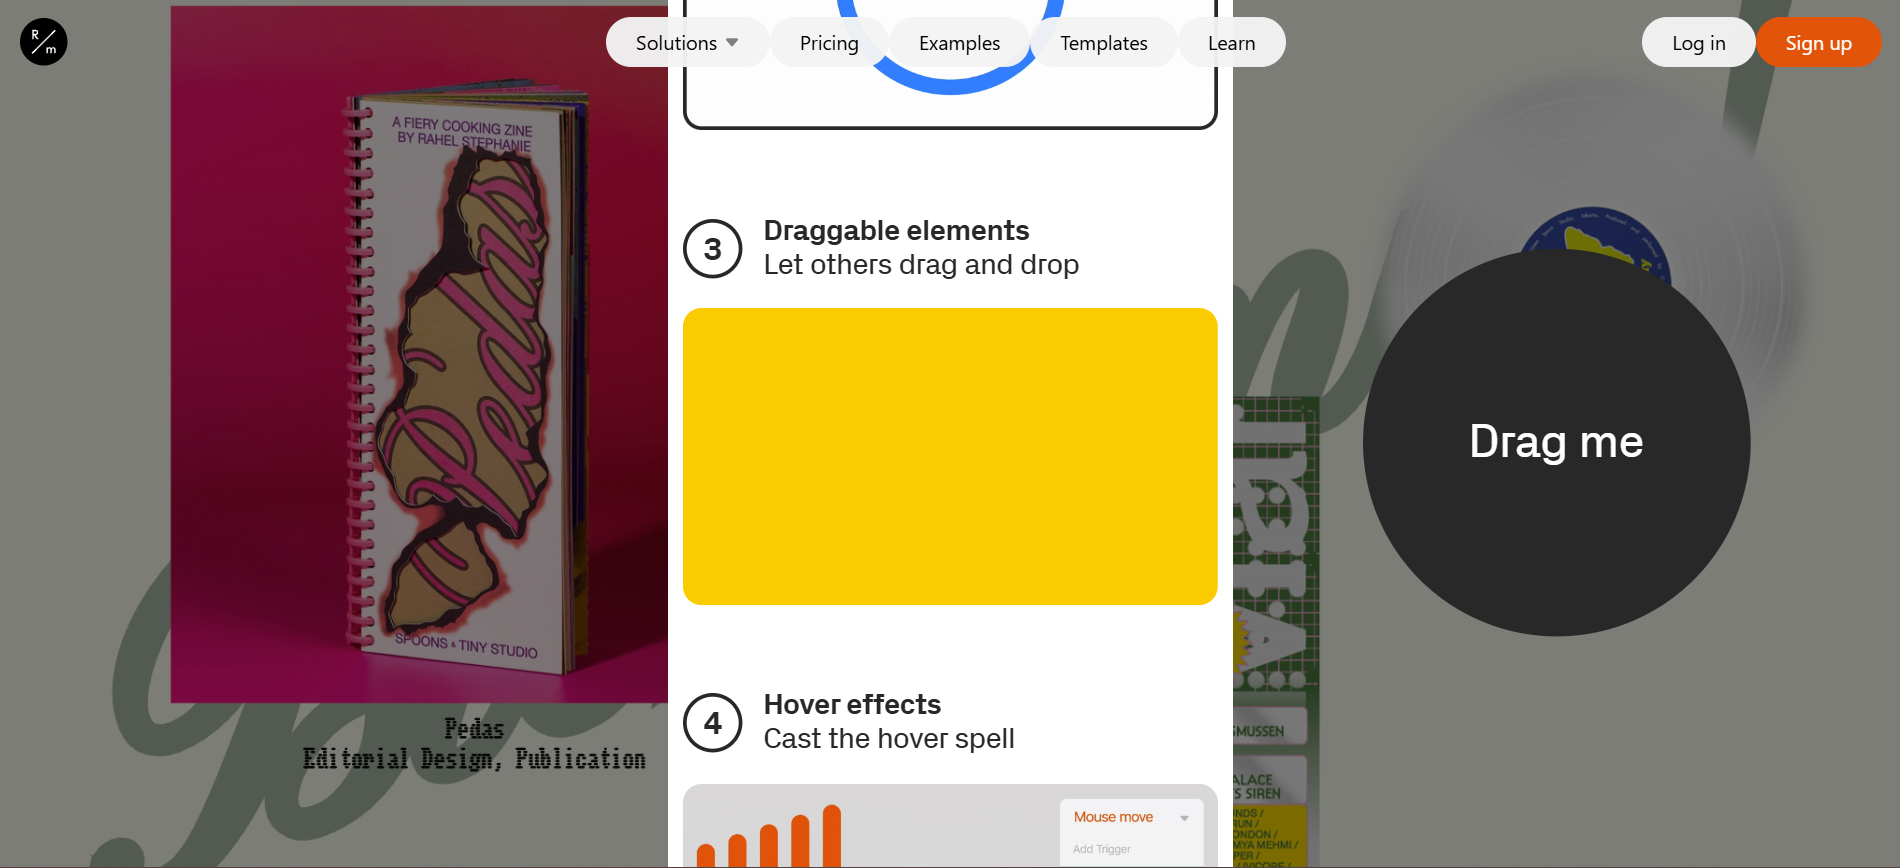 R
m
Solutions
Pricing
Examples
Templates
Learn
Log in
Sign up
A FIERY COOKING ZINE
BY RAHEL STEPHANIE
Pedas
SPOONS & TINY STUDIO
Pedas
Editorial Design, Publication
3
Draggable elements
Let others drag and drop
4
Hover effects
Cast the hover spell
Mouse move
Add Trigger
Drag me
SMUSSEN
ALACE
S SIREN
UNDS /
RUN /
ONDON /
MYA MEHMI /
PER /